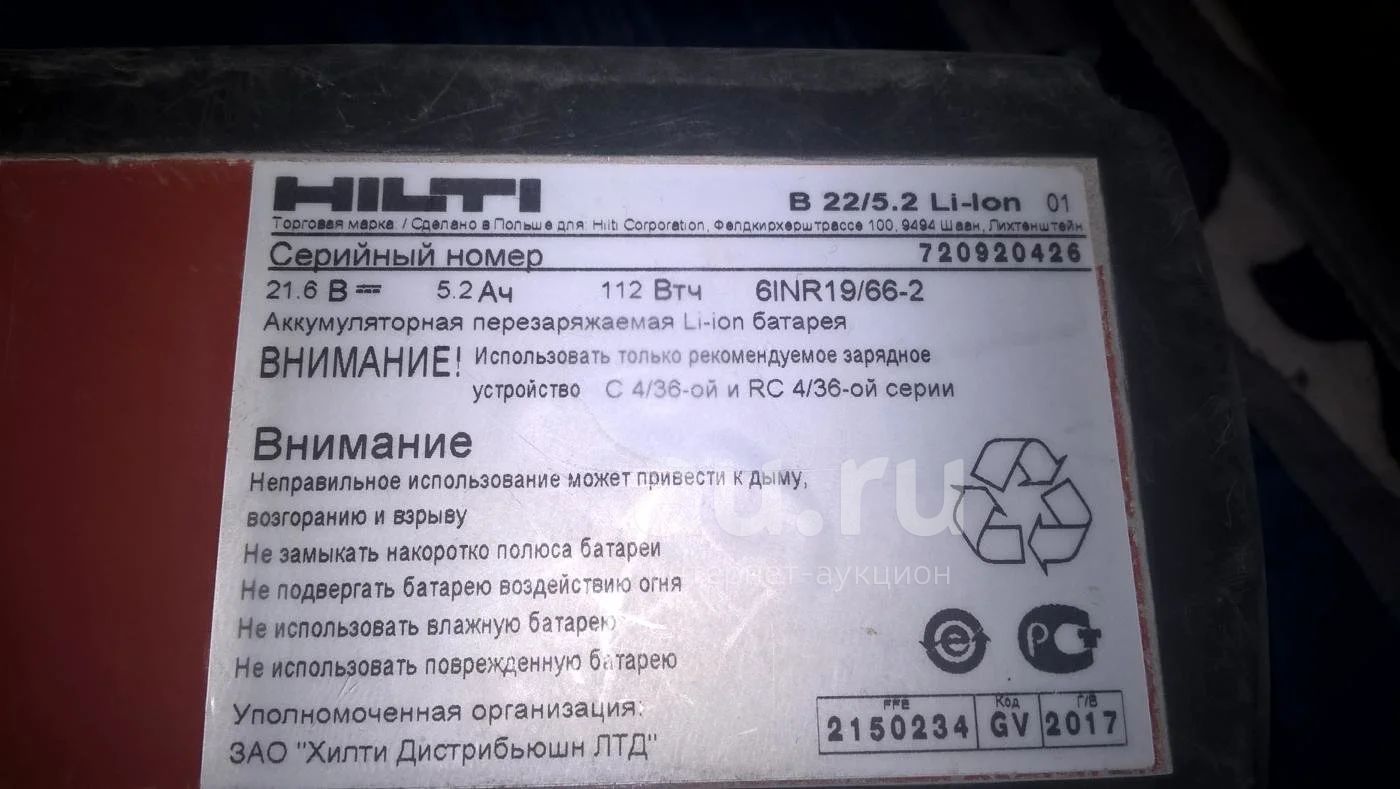 HILTI B 22/5.2 Li-Ion 01
Торговая марка / Сделано в Польше для: Hilti Corporation, Фелдкирхерштрассе 100, 9494 Шаан, Лихтенштейн
Серийный номер 720920426
21.6 В 5.2 Ач 112 Втч 6INR19/66-2
Аккумуляторная перезаряжаемая Li-ion батарея
ВНИМАНИЕ! Использовать только рекомендуемое зарядное
устройство С 4/36-ой и RC 4/36-ой серии
Внимание
Неправильное использование может привести к дыму,
возгоранию и взрыву
Не замыкать накоротко полюса батареи
Не подвергать батарею воздействию огня
Не использовать влажную батарею
Не использовать поврежденную батарею
au.ru
интернет-аукцион
е РСт
Уполномоченная организация:
ЗАО "Хилти Дистрибьюшн ЛТД"
Код Г/В
2150234 GV 2017